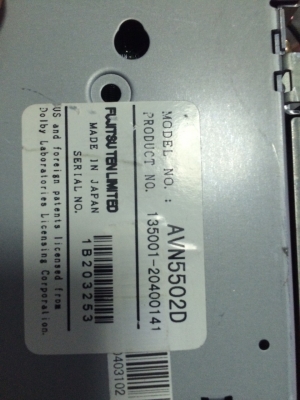 MODEL NO. : AVN5502D
PRODUCT NO. 135001-20400141
FUJITSU TEN LIMITED
MADE IN JAPAN
SERIAL NO. 1B203253
US and foreign patents licensed from
Dolby Laboratories Licensing Corporation.
0403102